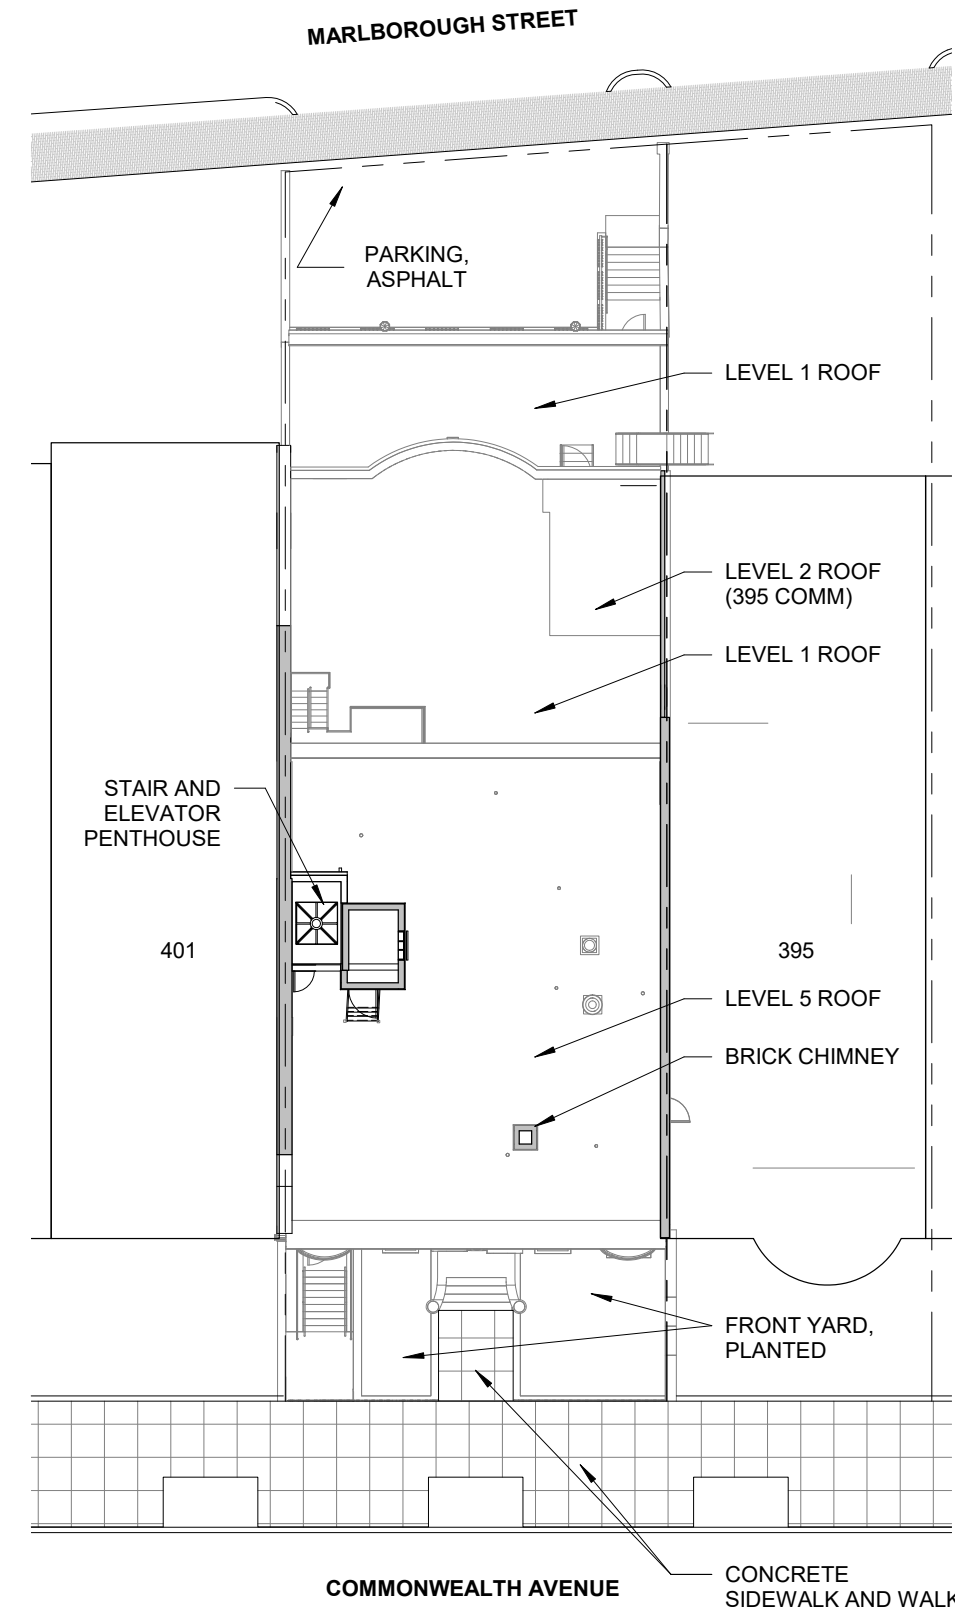 MARLBOROUGH STREET
PARKING,
ASPHALT
LEVEL 1 ROOF
LEVEL 2 ROOF
(395 COMM)
LEVEL 1 ROOF
STAIR AND
ELEVATOR
PENTHOUSE
401
395
LEVEL 5 ROOF
BRICK CHIMNEY
FRONT YARD,
PLANTED
CONCRETE
SIDEWALK AND WALK
COMMONWEALTH AVENUE